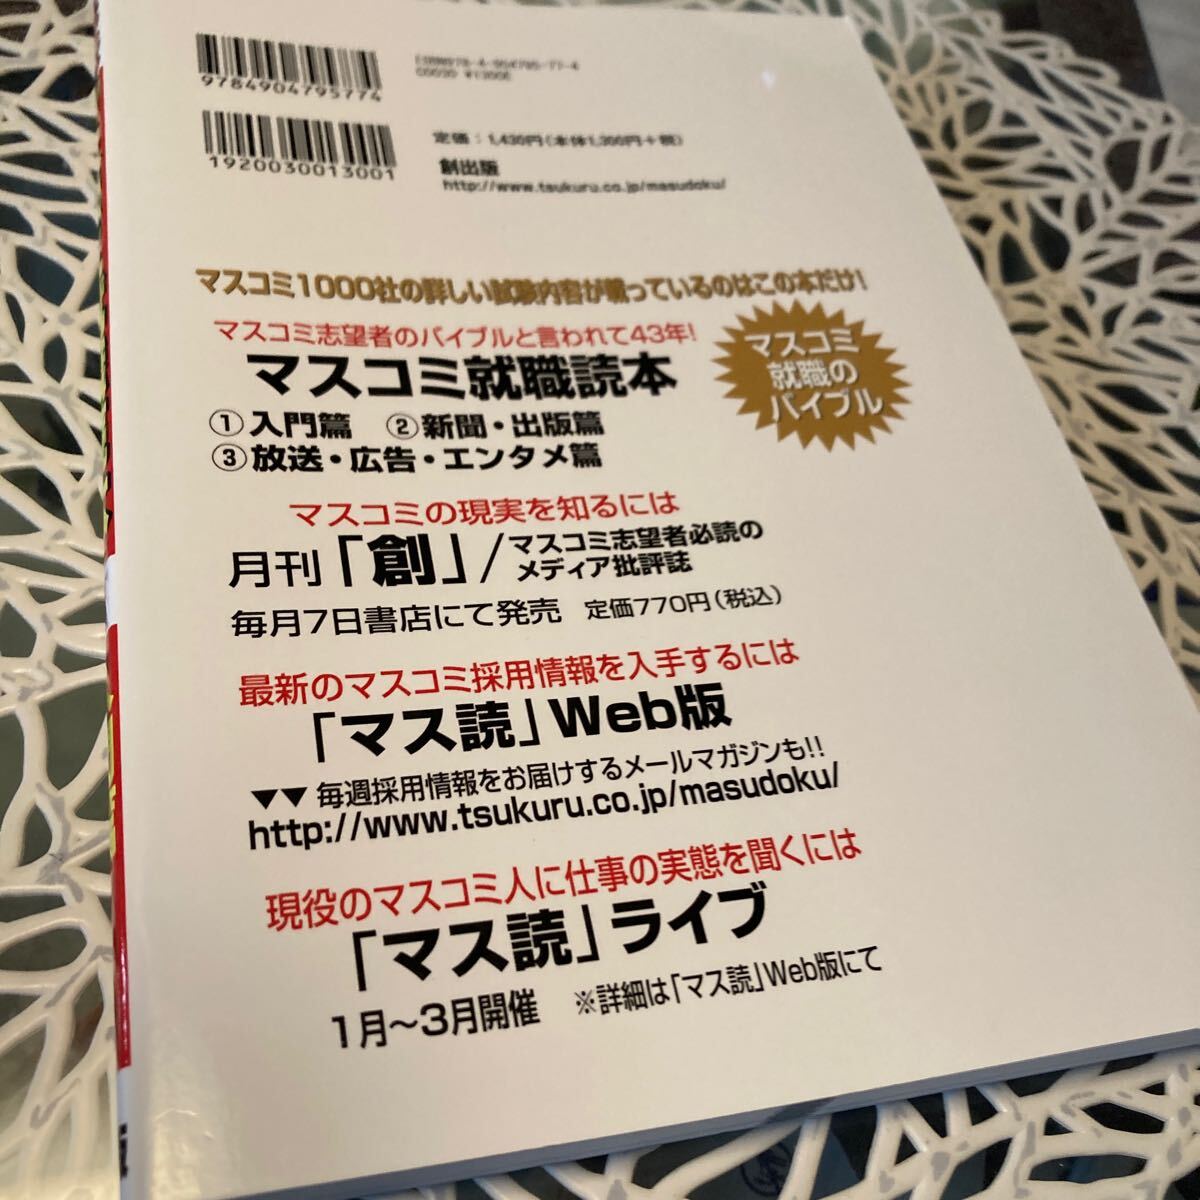 9784904795774
ISBN978-4-904795-77-4
C0030 ¥1300E
1920030013001
定価：1,430円(本体1,300円+税)
創出版
http://www.tsukuru.co.jp/masudoku/
マスコミ1000社の詳しい試験内容が載っているのはこの本だけ!
マスコミ志望者のバイブルと言われて43年!
マスコミ就職読本
①入門篇 ②新聞・出版篇
③放送・広告・エンタメ篇
マスコミ
就職の
バイブル
マスコミの現実を知るには
月刊「創」/マスコミ志望者必読の
メディア批評誌
毎月7日書店にて発売 定価770円(税込)
最新のマスコミ採用情報を入手するには
「マス読」Web版
▼▼毎週採用情報をお届けするメールマガジンも!!
http://www.tsukuru.co.jp/masudoku/
現役のマスコミ人に仕事の実態を聞くには
「マス読」ライブ
1月〜3月開催 ※詳細は「マス読」Web版にて
版